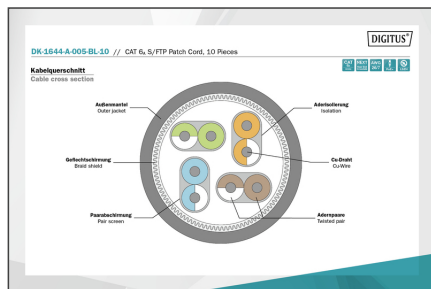 DIGITUS®
DK-1644-A-005-BL-10 // CAT 6A S/FTP Patch Cord, 10 Pieces
Kabelquerschnitt
Cable cross section
Außenmantel
Outer jacket
Aderisolierung
Isolation
Geflechtschirmung
Braid shield
Cu-Draht
Cu-Wire
Paarabschirmung
Pair screen
Adernpaare
Twisted pair